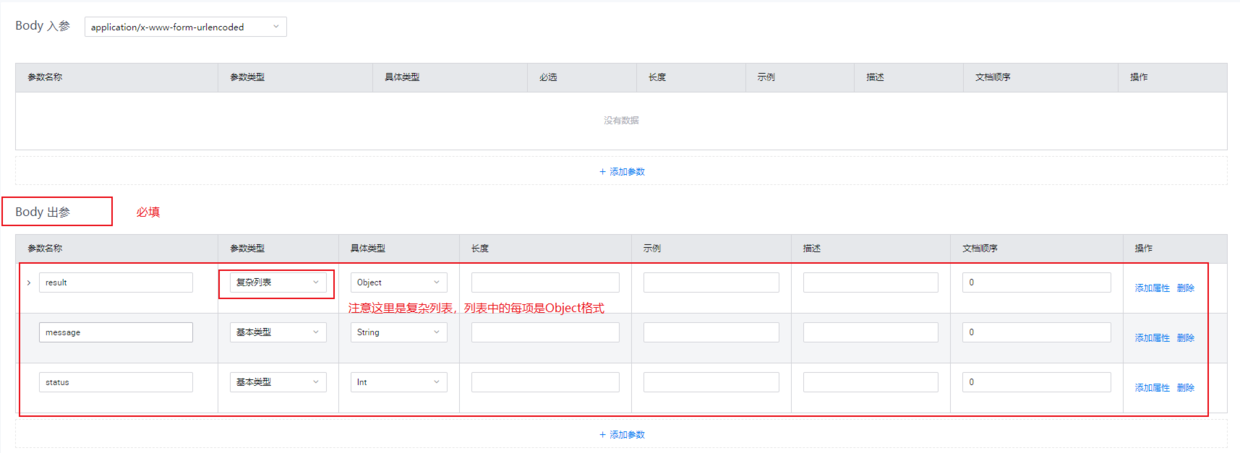 Body 入参 application/x-www-form-urlencoded
参数名称 参数类型 具体类型 必选 长度 示例 描述 文档顺序 操作
没有数据
+ 添加参数
Body 出参 必填
参数名称 参数类型 具体类型 长度 示例 描述 文档顺序 操作
result 复杂列表 Object 0 添加属性 删除
注意这里是复杂列表，列表中的每项是Object格式
message 基本类型 String 0 添加属性 删除
status 基本类型 Int 0 添加属性 删除
+ 添加参数